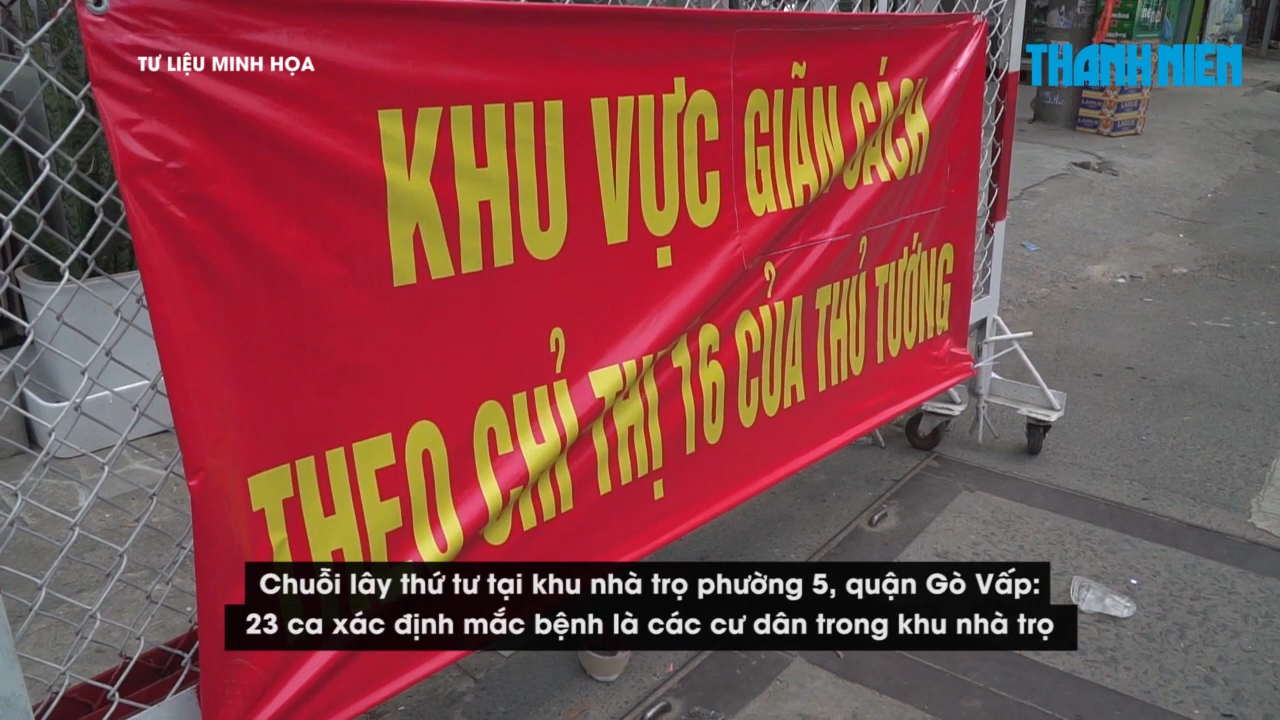 TƯ LIỆU MINH HỌA
THANH NIÊN
KHU VỰC GIÃN CÁCH
THEO CHỈ THỊ 16 CỦA THỦ TƯỚNG
Chuỗi lây thứ tư tại khu nhà trọ phường 5, quận Gò Vấp:
23 ca xác định mắc bệnh là các cư dân trong khu nhà trọ